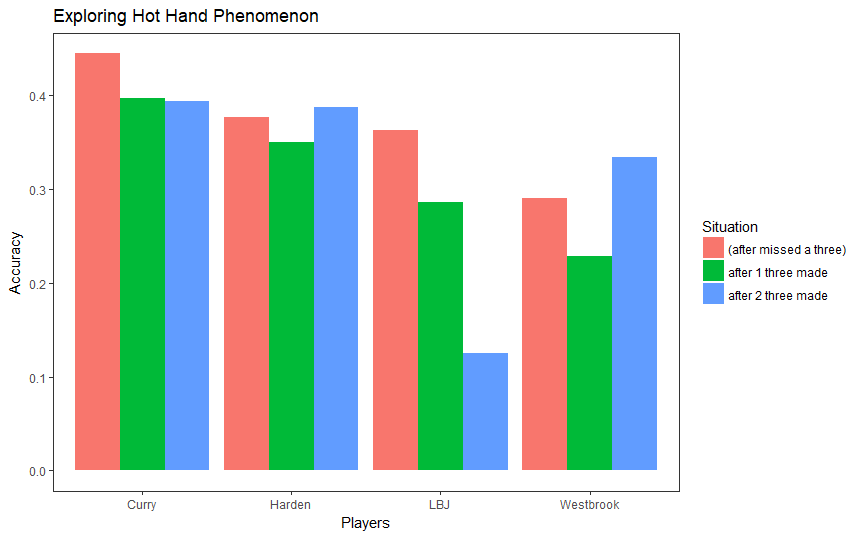 Exploring Hot Hand Phenomenon
0.4
0.3
0.2
0.1
0.0
Accuracy
Curry
Harden
LBJ
Westbrook
Players
Situation
(after missed a three)
after 1 three made
after 2 three made